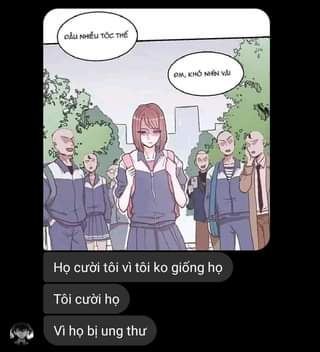 ĐẦU NHIỀU TÓC THẾ
ĐM, KHÓ NHÌN VÃI
Họ cười tôi vì tôi ko giống họ
Tôi cười họ
Vì họ bị ung thư